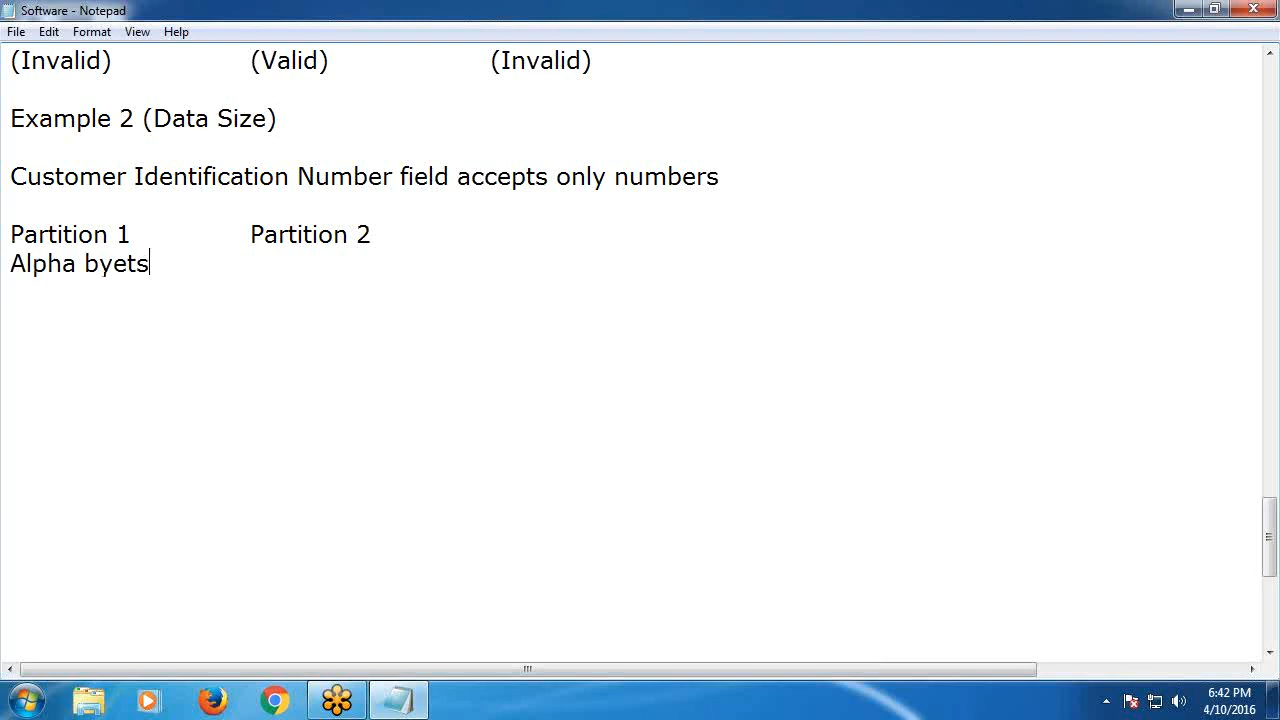 Software - Notepad
File Edit Format View Help
(Invalid) (Valid) (Invalid)
Example 2 (Data Size)
Customer Identification Number field accepts only numbers
Partition 1 Partition 2
Alpha byets
6:42 PM
4/10/2016